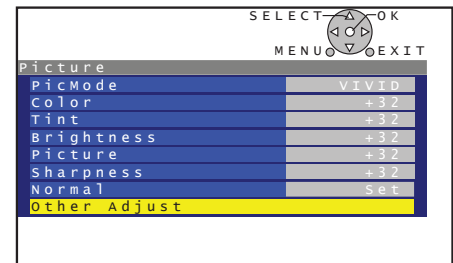 SELECT OK
MENU EXIT
Picture
PicMode VIVID
Color +32
Tint +32
Brightness +32
Picture +32
Sharpness +32
Normal Set
Other Adjust